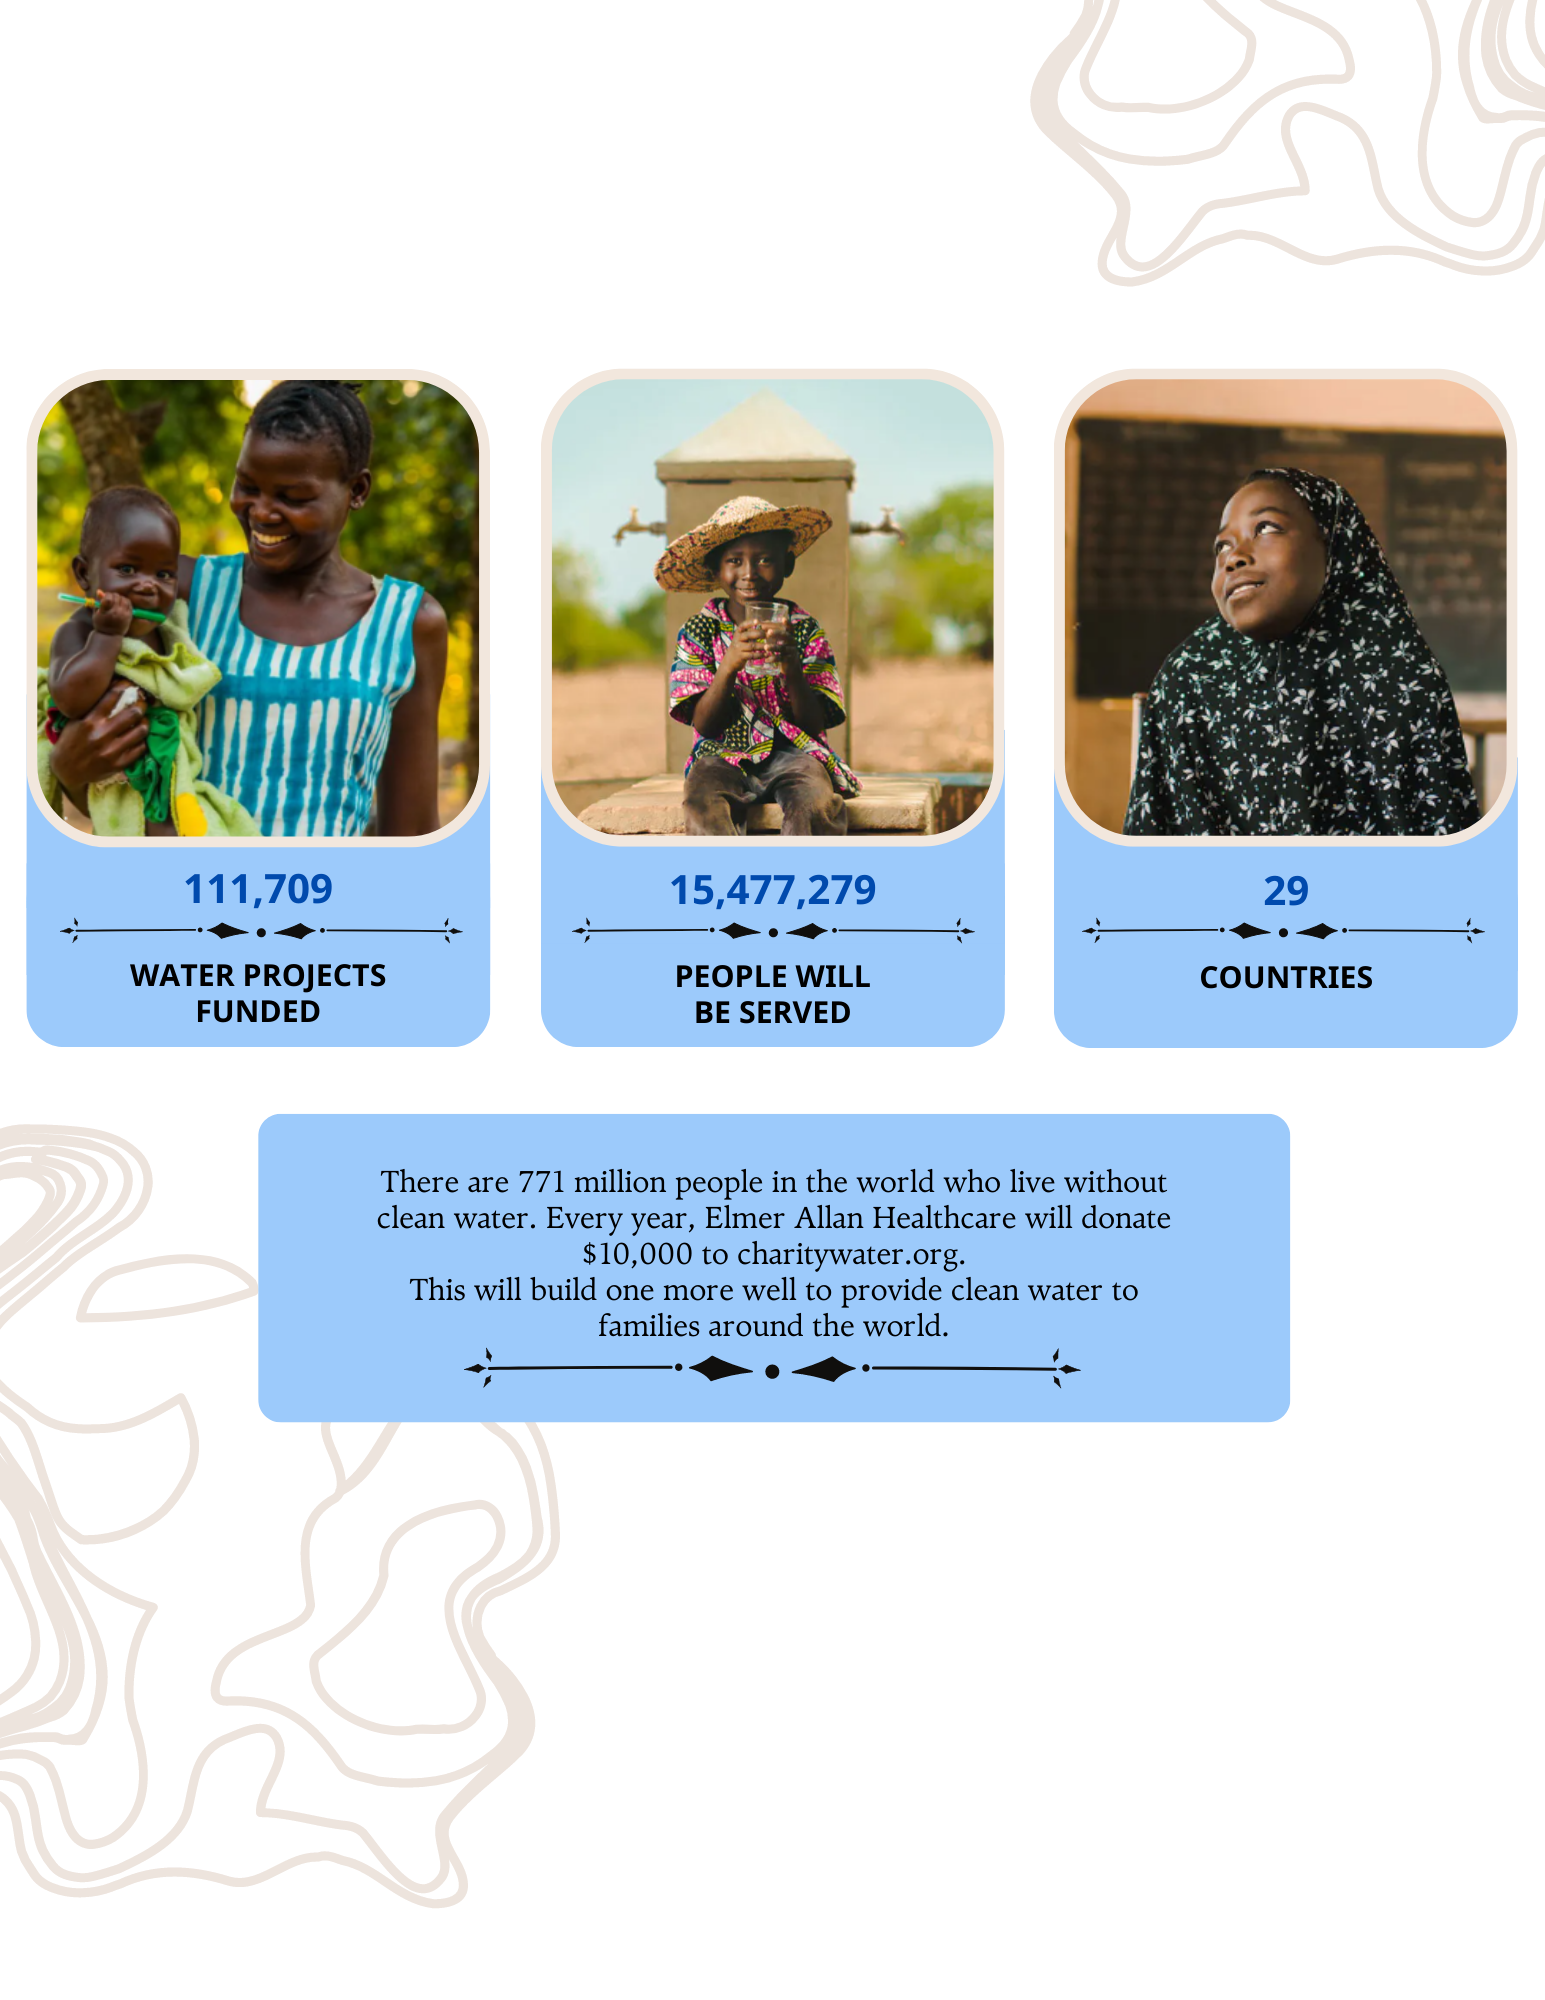 111,709
WATER PROJECTS
FUNDED
15,477,279
PEOPLE WILL
BE SERVED
29
COUNTRIES
There are 771 million people in the world who live without
clean water. Every year, Elmer Allan Healthcare will donate
$10,000 to charitywater.org.
This will build one more well to provide clean water to
families around the world.